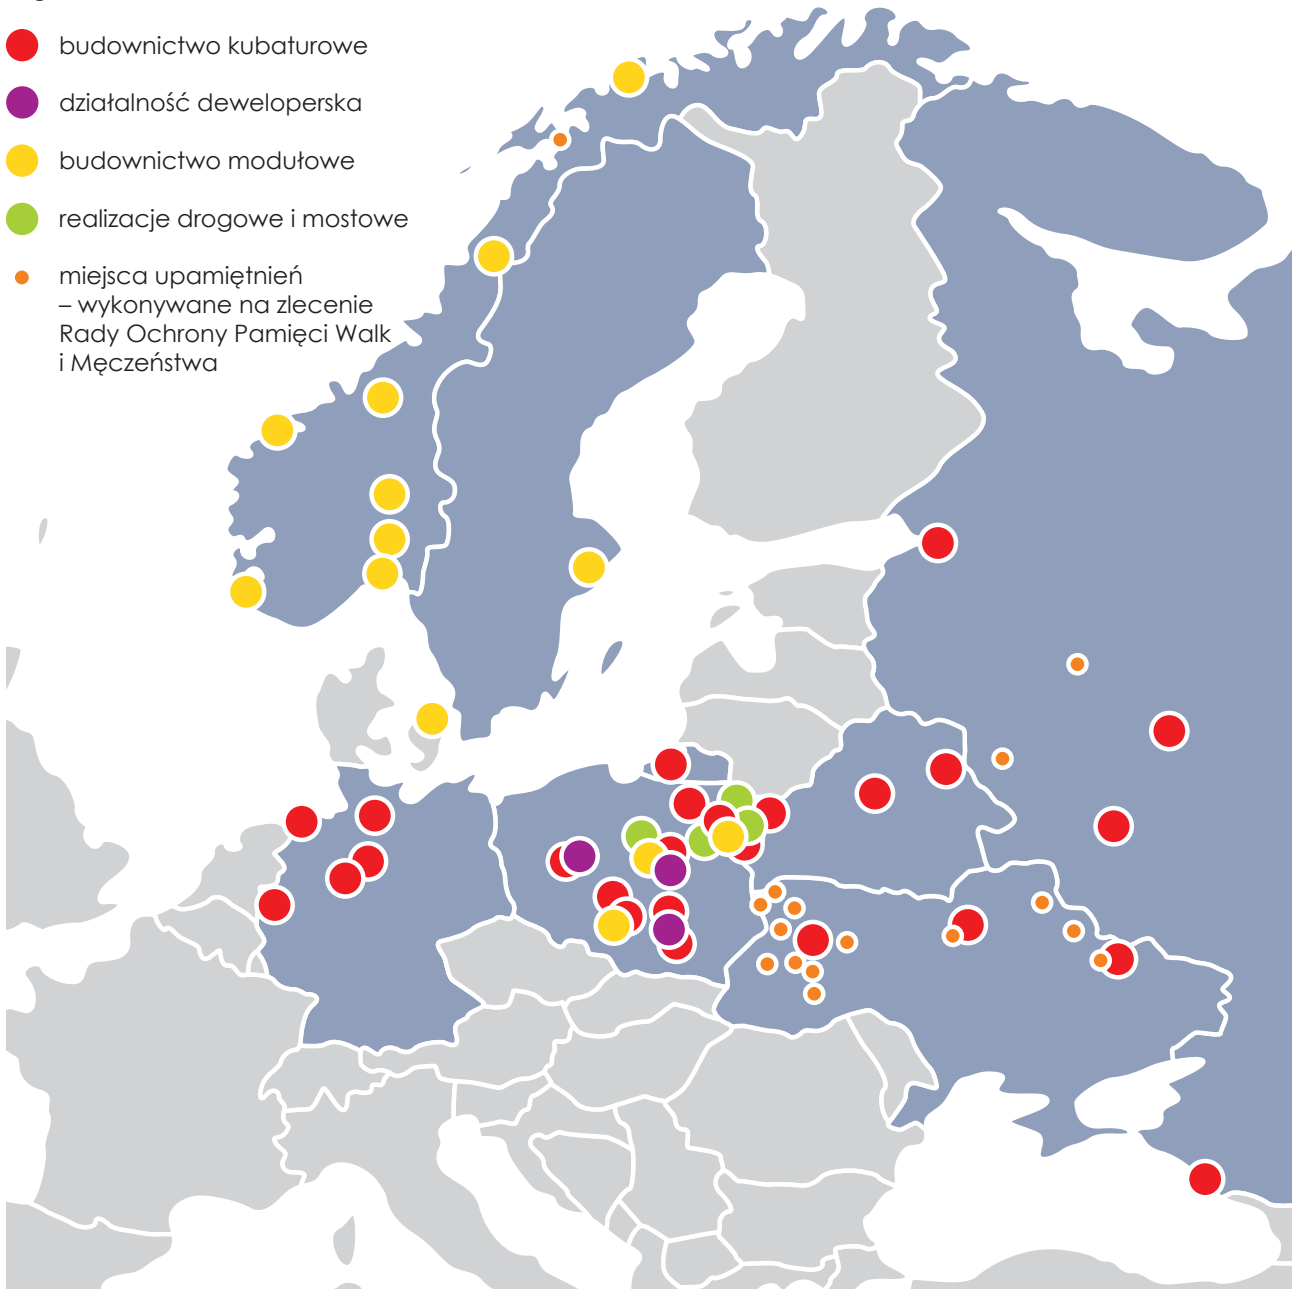 budownictwo kubaturowe
działalność deweloperska
budownictwo modułowe
realizacje drogowe i mostowe
miejsca upamiętnień
– wykonywane na zlecenie
Rady Ochrony Pamięci Walk
i Męczeństwa